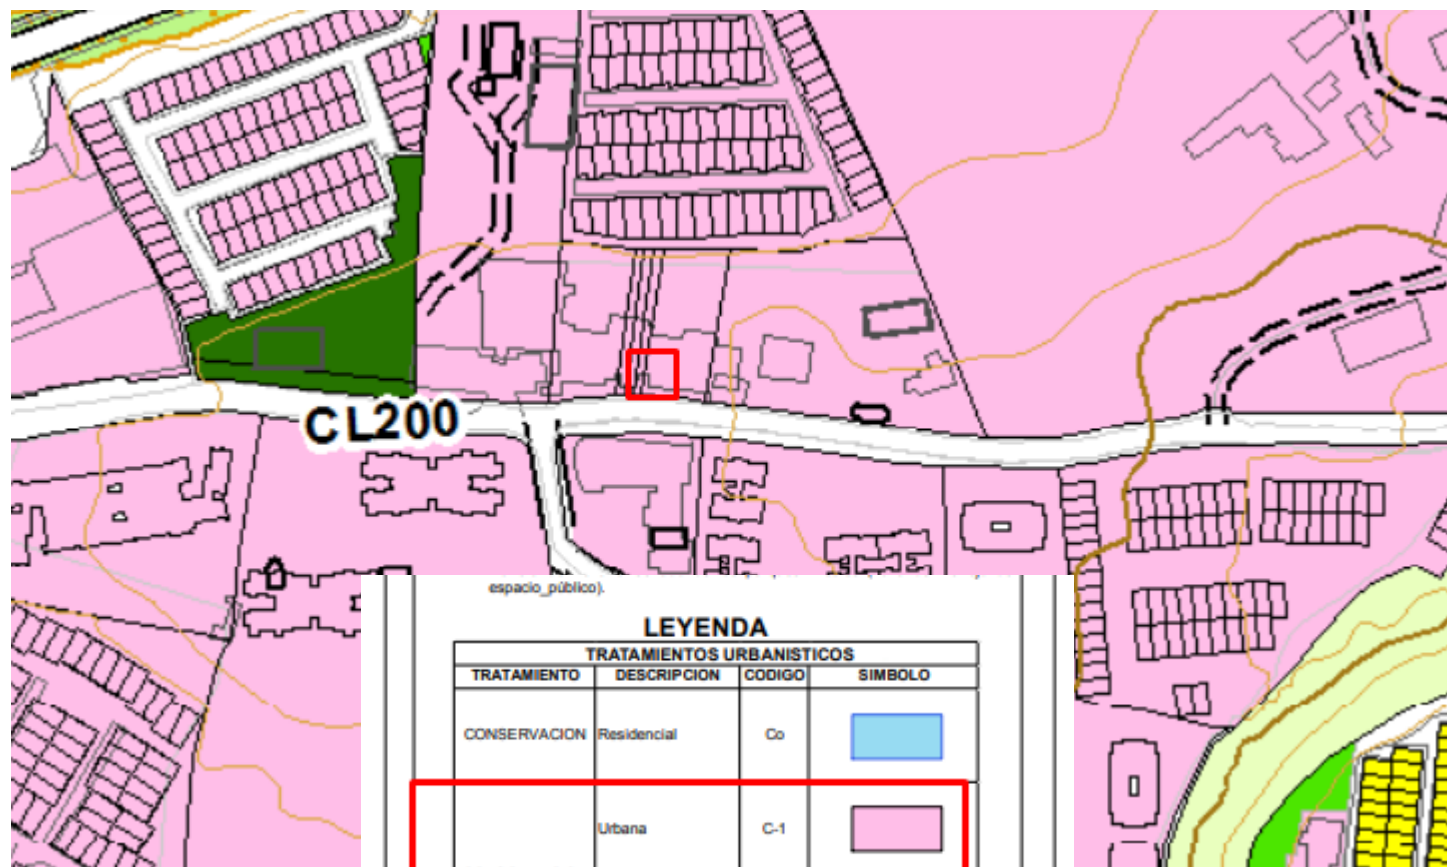 CL200
espacio_público).
LEYENDA
TRATAMIENTOS URBANISTICOS
TRATAMIENTO DESCRIPCION CODIGO SIMBOLO
CONSERVACION Residencial Co
Urbana C-1